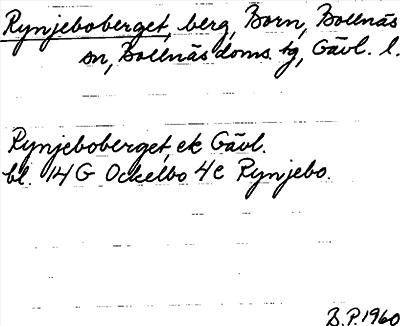 Rynjeboberget, berg, Born, Bollnäs
sn, Bollnäs doms. tg, Gävl. l.
Rynjeboberget, ek Gävl.
bl. 14G Ockelbo 4c Rynjebo.
B.P. 1960